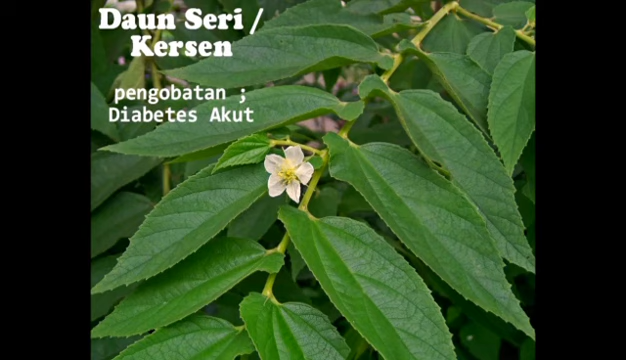 Daun Seri /
Kersen
pengobatan ;
Diabetes Akut